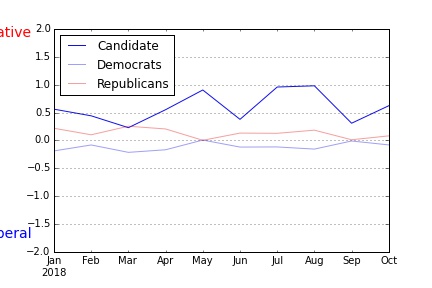 ative
Candidate
Democrats
Republicans
2.0
1.5
1.0
0.5
0.0
−0.5
−1.0
−1.5
−2.0
beral
Jan Feb Mar Apr May Jun Jul Aug Sep Oct
2018